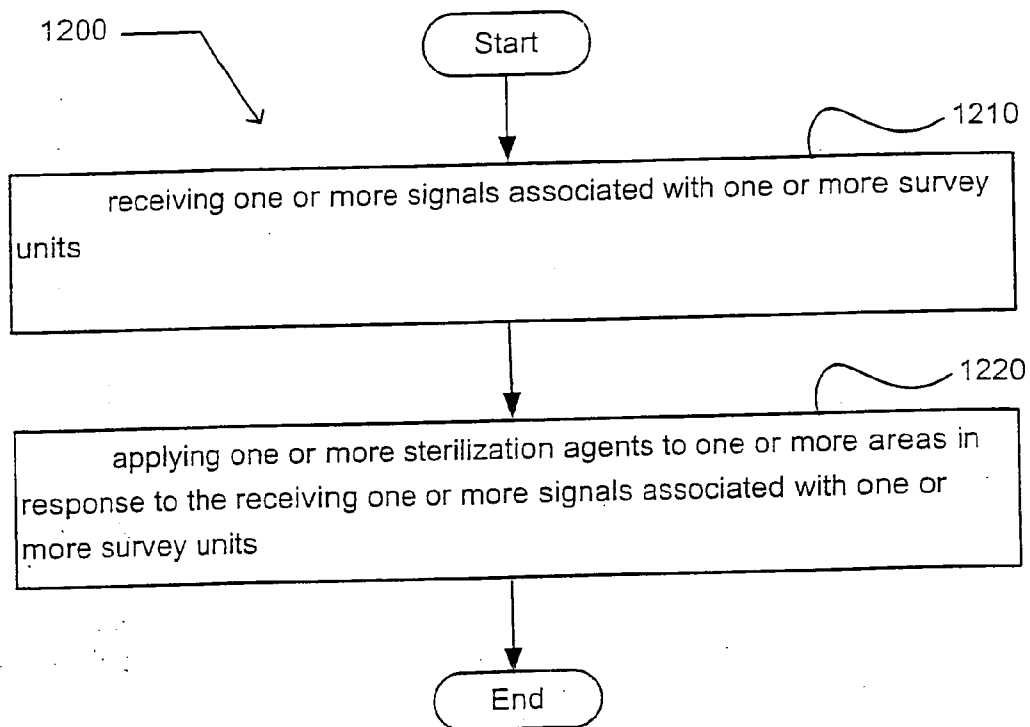 1200
Start
1210
receiving one or more signals associated with one or more survey
units
1220
applying one or more sterilization agents to one or more areas in
response to the receiving one or more signals associated with one or
more survey units
End